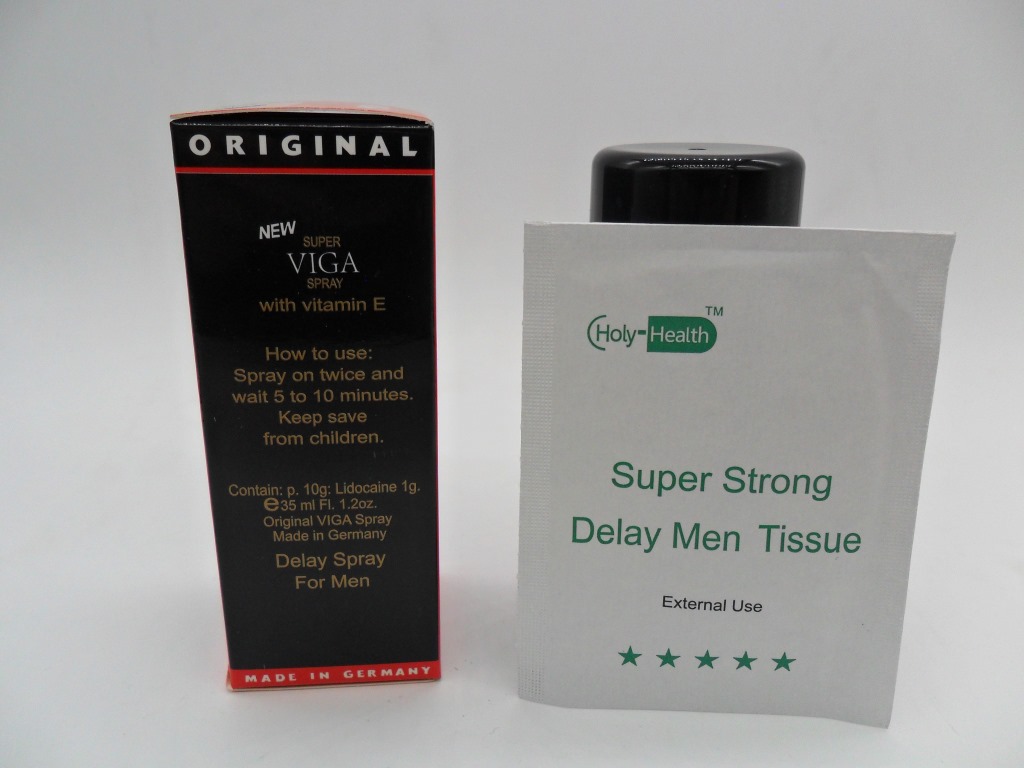 ORIGINAL
NEW
SUPER
VIGA
SPRAY
with vitamin E
How to use:
Spray on twice and
wait 5 to 10 minutes.
Keep save
from children.
Contain: p. 10g: Lidocaine 1g.
e 35 ml Fl. 1.2oz.
Original VIGA Spray
Made in Germany
Delay Spray
For Men
MADE IN GERMANY
Holy-Health TM
Super Strong
Delay Men Tissue
External Use